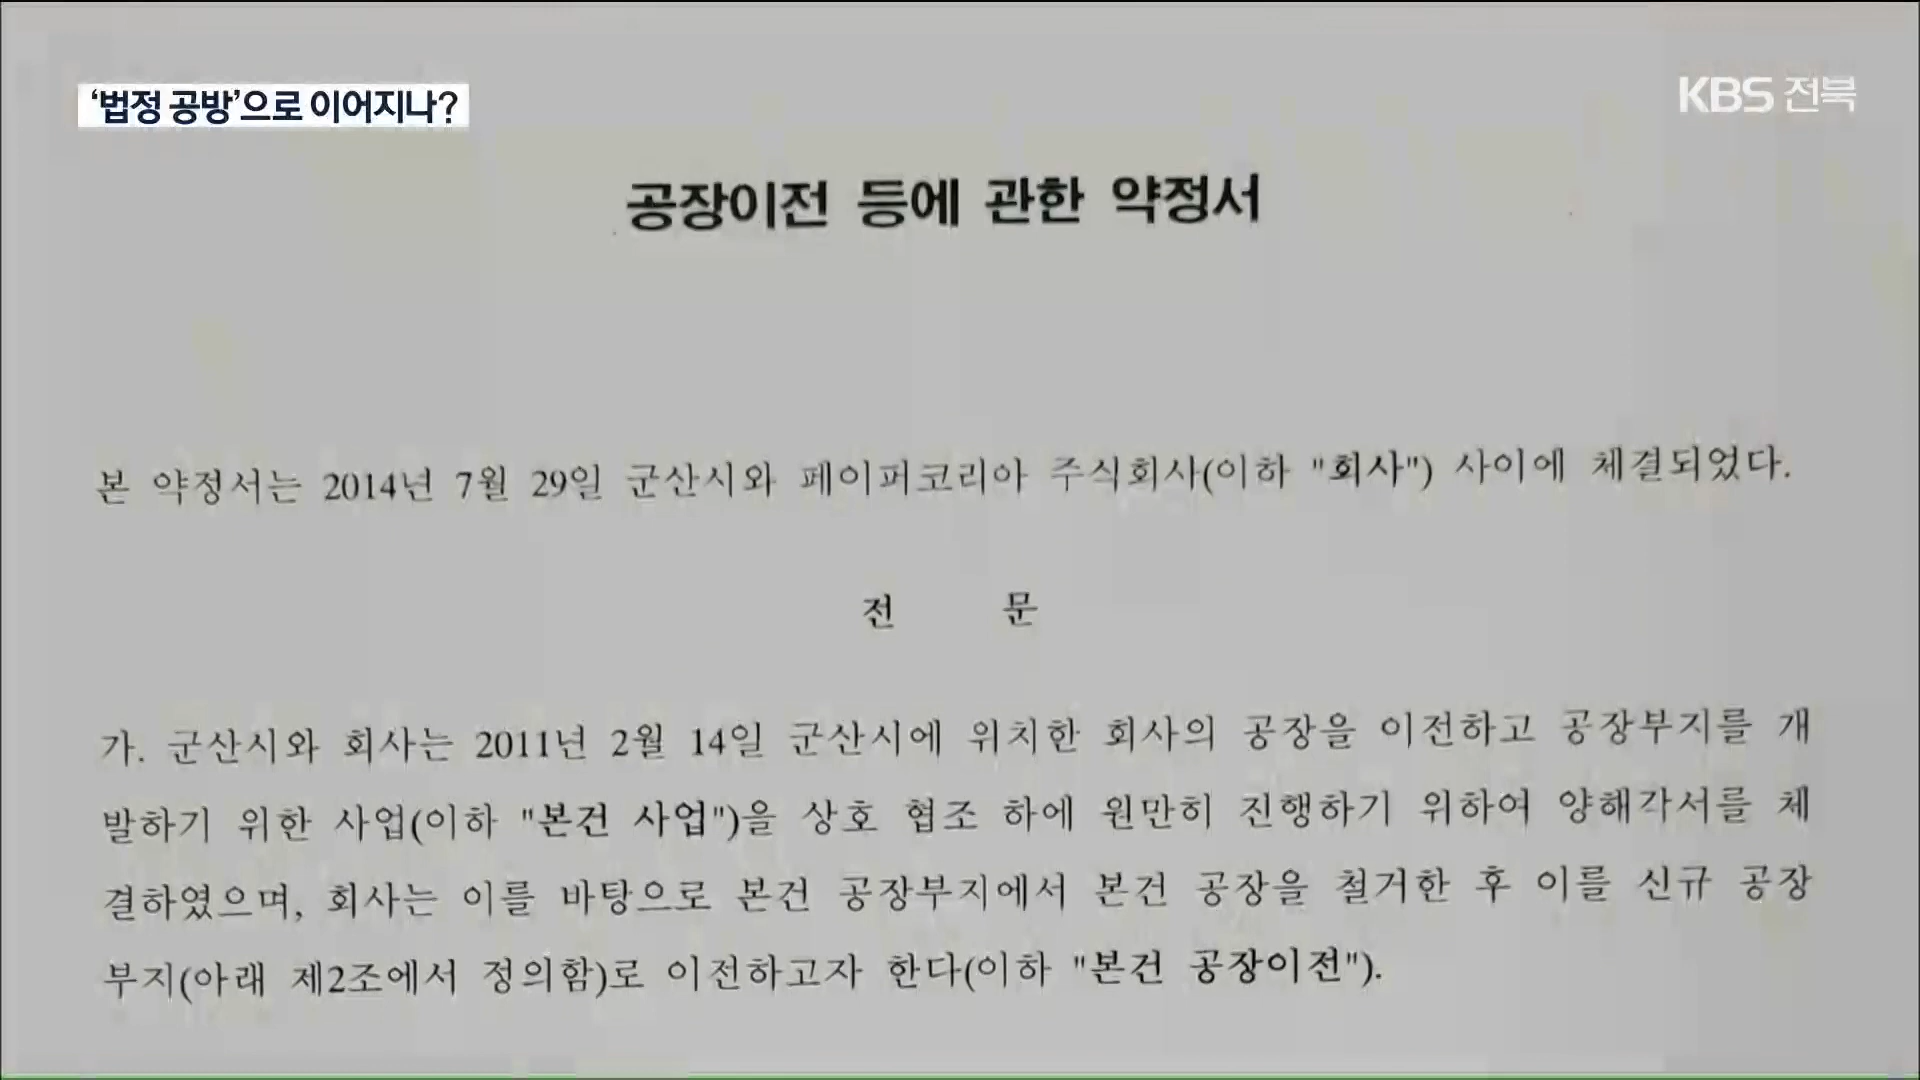 ‘법정 공방’으로 이어지나?
KBS 전북
공장이전 등에 관한 약정서
본 약정서는 2014년 7월 29일 군산시와 페이퍼코리아 주식회사(이하 "회사") 사이에 체결되었다.
전 문
가. 군산시와 회사는 2011년 2월 14일 군산시에 위치한 회사의 공장을 이전하고 공장부지를 개
발하기 위한 사업(이하 "본건 사업")을 상호 협조 하에 원만히 진행하기 위하여 양해각서를 체
결하였으며, 회사는 이를 바탕으로 본건 공장부지에서 본건 공장을 철거한 후 이를 신규 공장
부지(아래 제2조에서 정의함)로 이전하고자 한다(이하 "본건 공장이전").